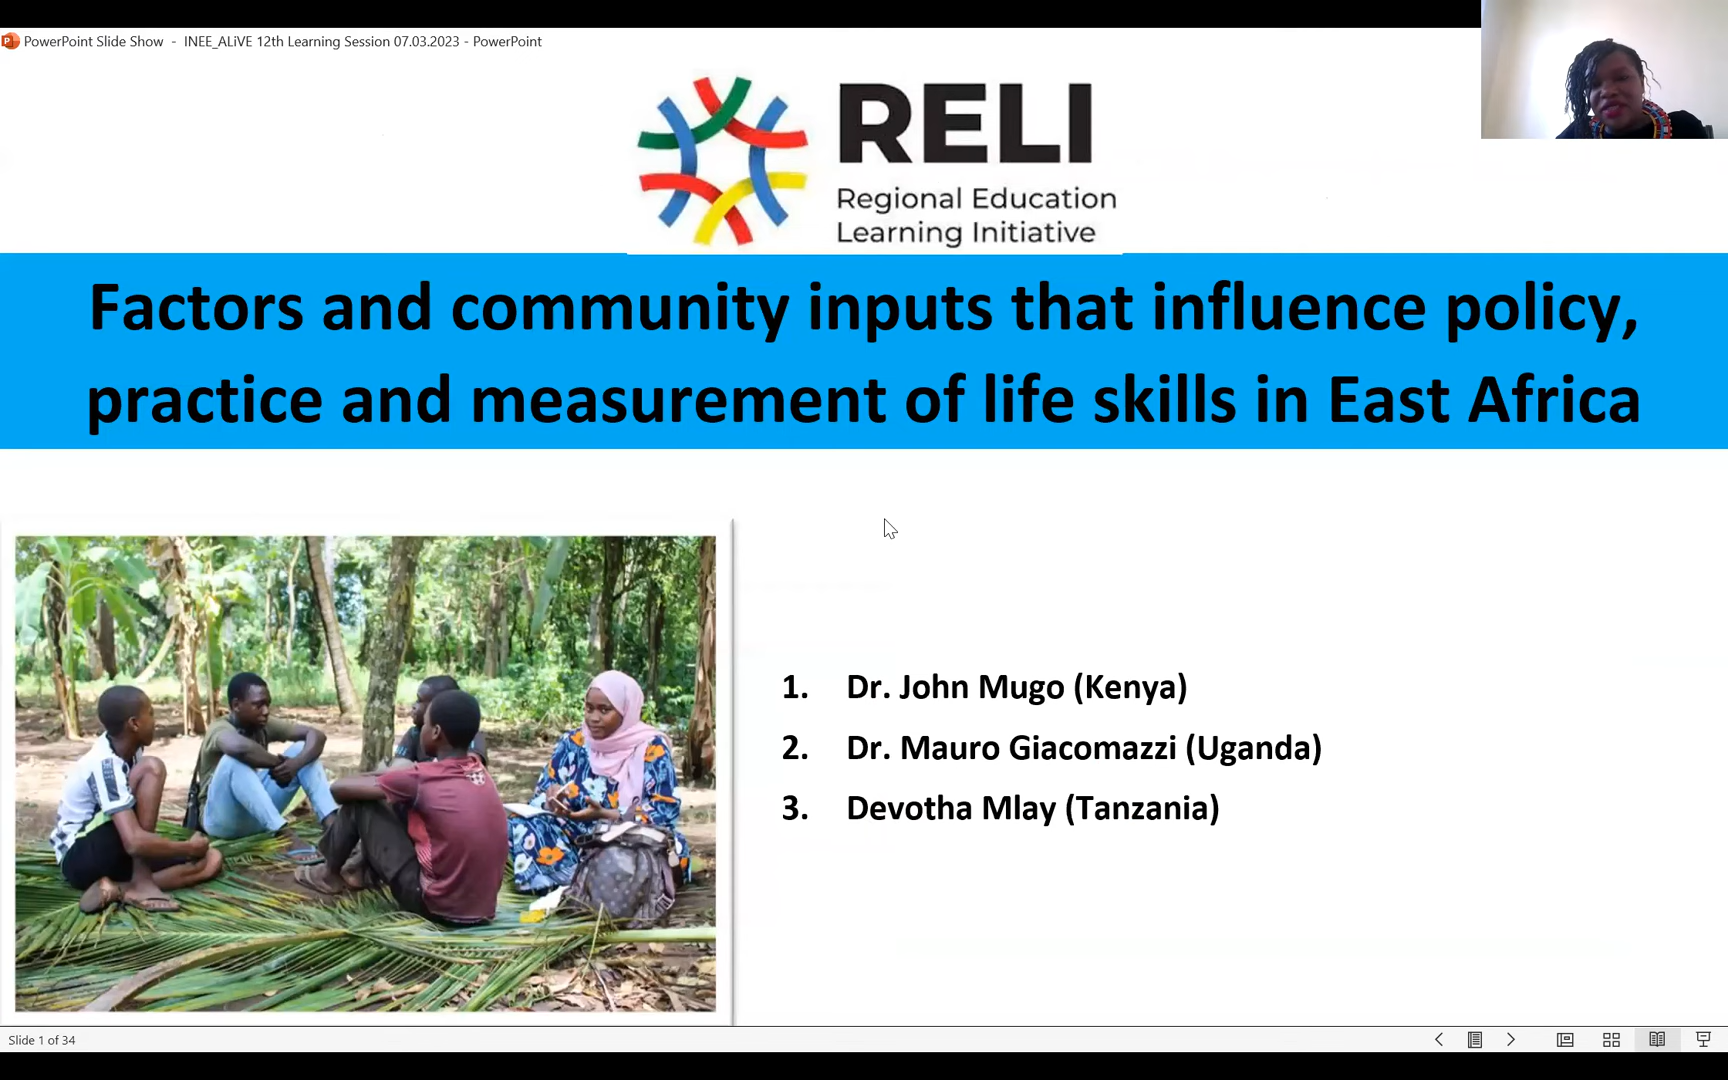 PowerPoint Slide Show - INEE_ALiVE 12th Learning Session 07.03.2023 - PowerPoint
RELI
Regional Education
Learning Initiative
Factors and community inputs that influence policy,
practice and measurement of life skills in East Africa
1. Dr. John Mugo (Kenya)
2. Dr. Mauro Giacomazzi (Uganda)
3. Devotha Mlay (Tanzania)
Slide 1 of 34